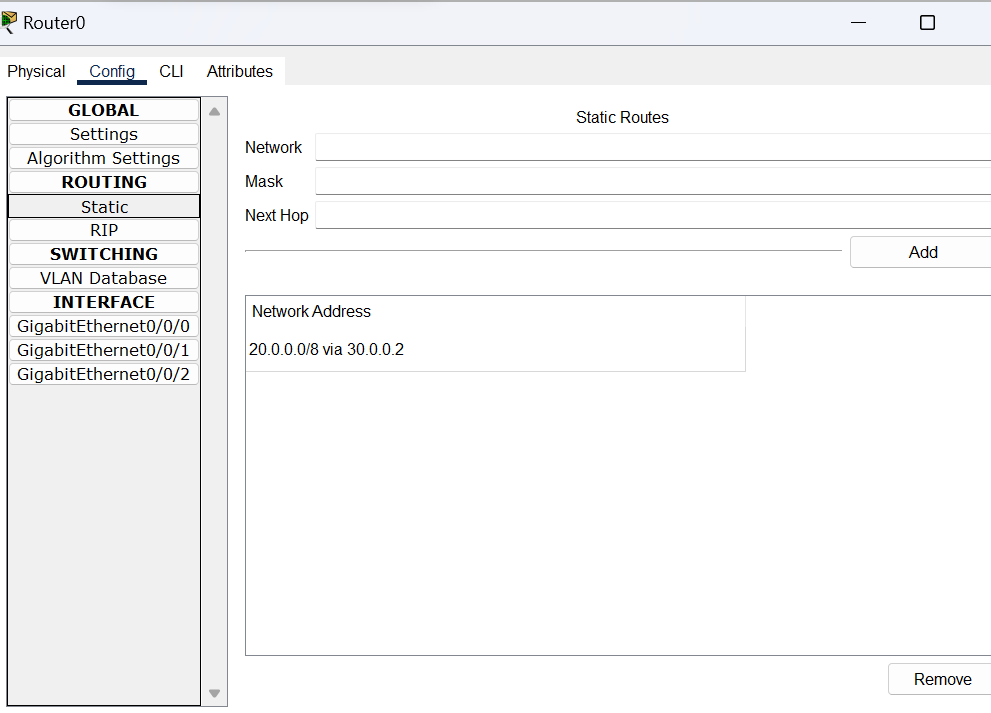 Router0
Physical Config CLI Attributes
GLOBAL
Settings
Algorithm Settings
ROUTING
Static
RIP
SWITCHING
VLAN Database
INTERFACE
GigabitEthernet0/0/0
GigabitEthernet0/0/1
GigabitEthernet0/0/2
Static Routes
Network
Mask
Next Hop
Add
Network Address
20.0.0.0/8 via 30.0.0.2
Remove